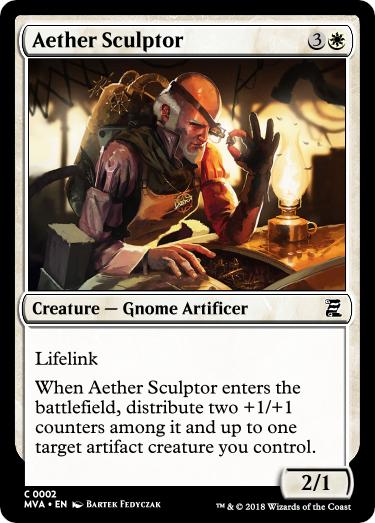 Aether Sculptor 3
Creature — Gnome Artificer
Lifelink
When Aether Sculptor enters the
battlefield, distribute two +1/+1
counters among it and up to one
target artifact creature you control.
2/1
C 0002
MVA • EN Bartek Fedyczak
™ & © 2018 Wizards of the Coast